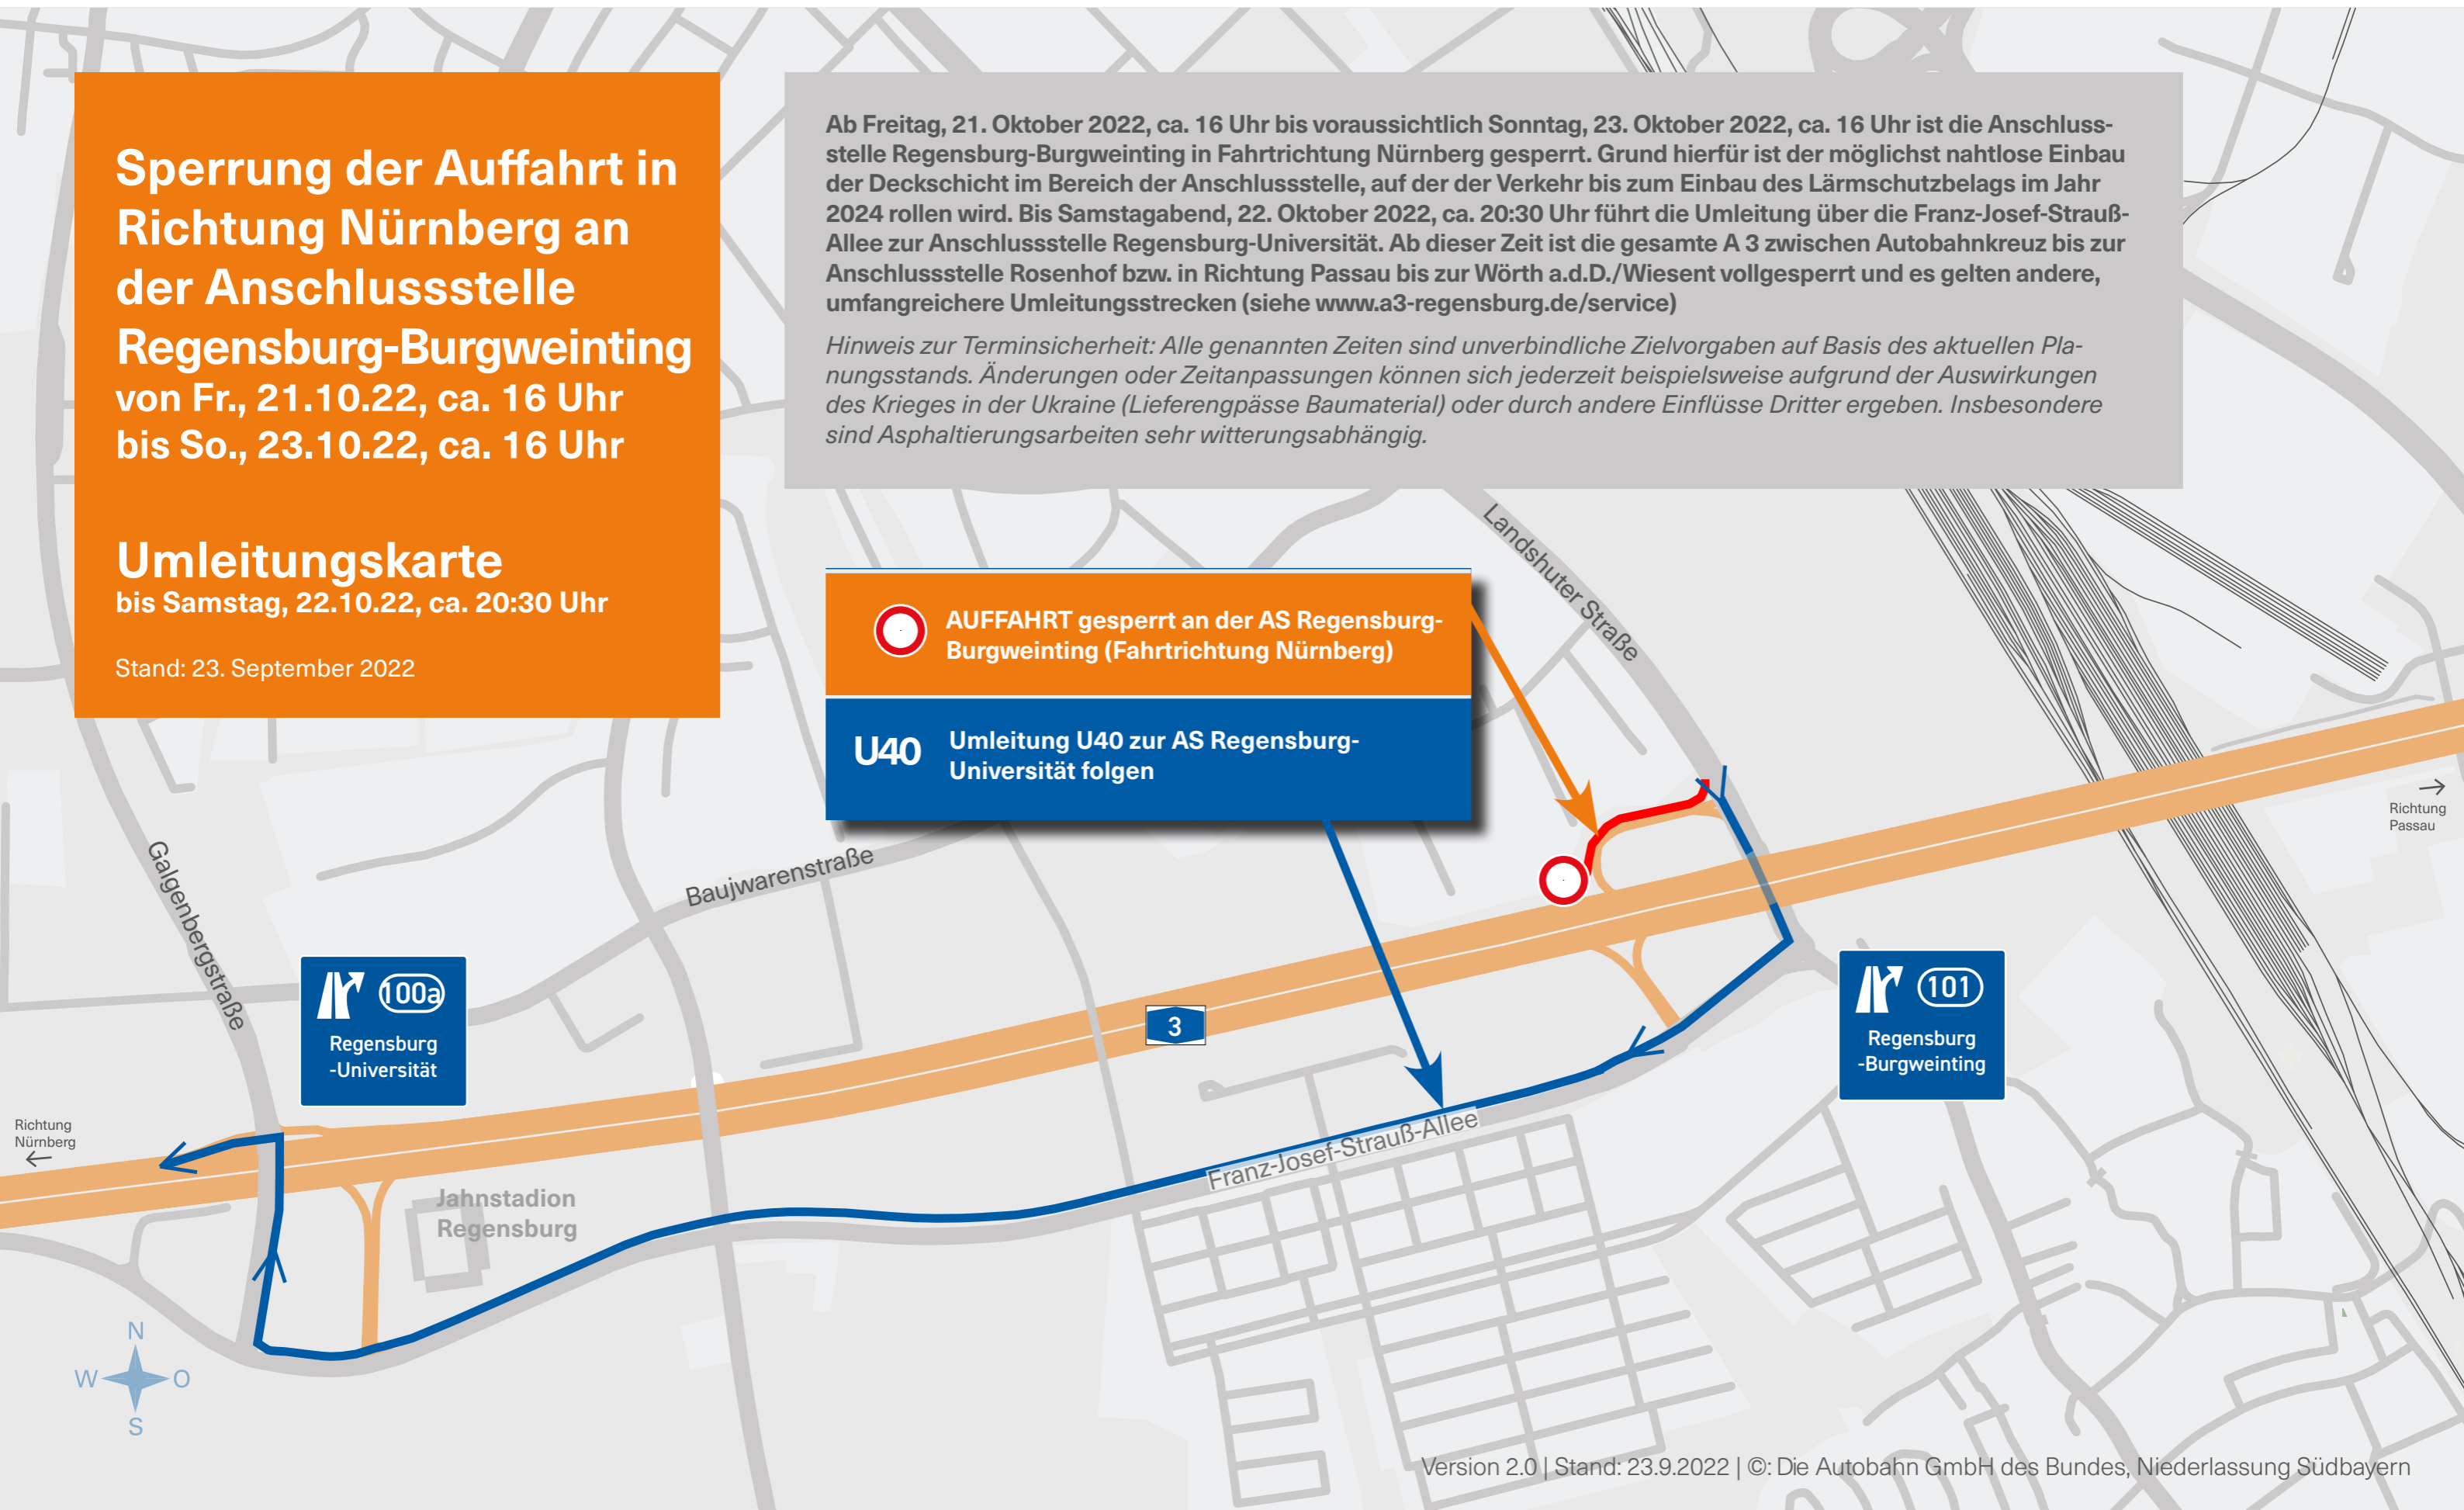 Sperrung der Auffahrt in
Richtung Nürnberg an
der Anschlussstelle
Regensburg-Burgweinting
von Fr., 21.10.22, ca. 16 Uhr
bis So., 23.10.22, ca. 16 Uhr
Umleitungskarte
bis Samstag, 22.10.22, ca. 20:30 Uhr
Stand: 23. September 2022
Ab Freitag, 21. Oktober 2022, ca. 16 Uhr bis voraussichtlich Sonntag, 23. Oktober 2022, ca. 16 Uhr ist die Anschluss-
stelle Regensburg-Burgweinting in Fahrtrichtung Nürnberg gesperrt. Grund hierfür ist der möglichst nahtlose Einbau
der Deckschicht im Bereich der Anschlussstelle, auf der der Verkehr bis zum Einbau des Lärmschutzbelags im Jahr
2024 rollen wird. Bis Samstagabend, 22. Oktober 2022, ca. 20:30 Uhr führt die Umleitung über die Franz-Josef-Strauß-
Allee zur Anschlussstelle Regensburg-Universität. Ab dieser Zeit ist die gesamte A 3 zwischen Autobahnkreuz bis zur
Anschlussstelle Rosenhof bzw. in Richtung Passau bis zur Wörth a.d.D./Wiesent vollgesperrt und es gelten andere,
umfangreichere Umleitungsstrecken (siehe www.a3-regensburg.de/service)
Hinweis zur Terminsicherheit: Alle genannten Zeiten sind unverbindliche Zielvorgaben auf Basis des aktuellen Pla-
nungsstands. Änderungen oder Zeitanpassungen können sich jederzeit beispielsweise aufgrund der Auswirkungen
des Krieges in der Ukraine (Lieferengpässe Baumaterial) oder durch andere Einflüsse Dritter ergeben. Insbesondere
sind Asphaltierungsarbeiten sehr witterungsabhängig.
Landshuter Straße
AUFFAHRT gesperrt an der AS Regensburg-
Burgweinting (Fahrtrichtung Nürnberg)
U40
Umleitung U40 zur AS Regensburg-
Universität folgen
Richtung
Passau
Galgenbergstraße
Baujwarenstraße
100a
Regensburg
-Universität
101
Regensburg
-Burgweinting
3
Richtung
Nürnberg
Franz-Josef-Strauß-Allee
Jahnstadion
Regensburg
N
W
O
S
Version 2.0 | Stand: 23.9.2022 | ©: Die Autobahn GmbH des Bundes, Niederlassung Südbayern